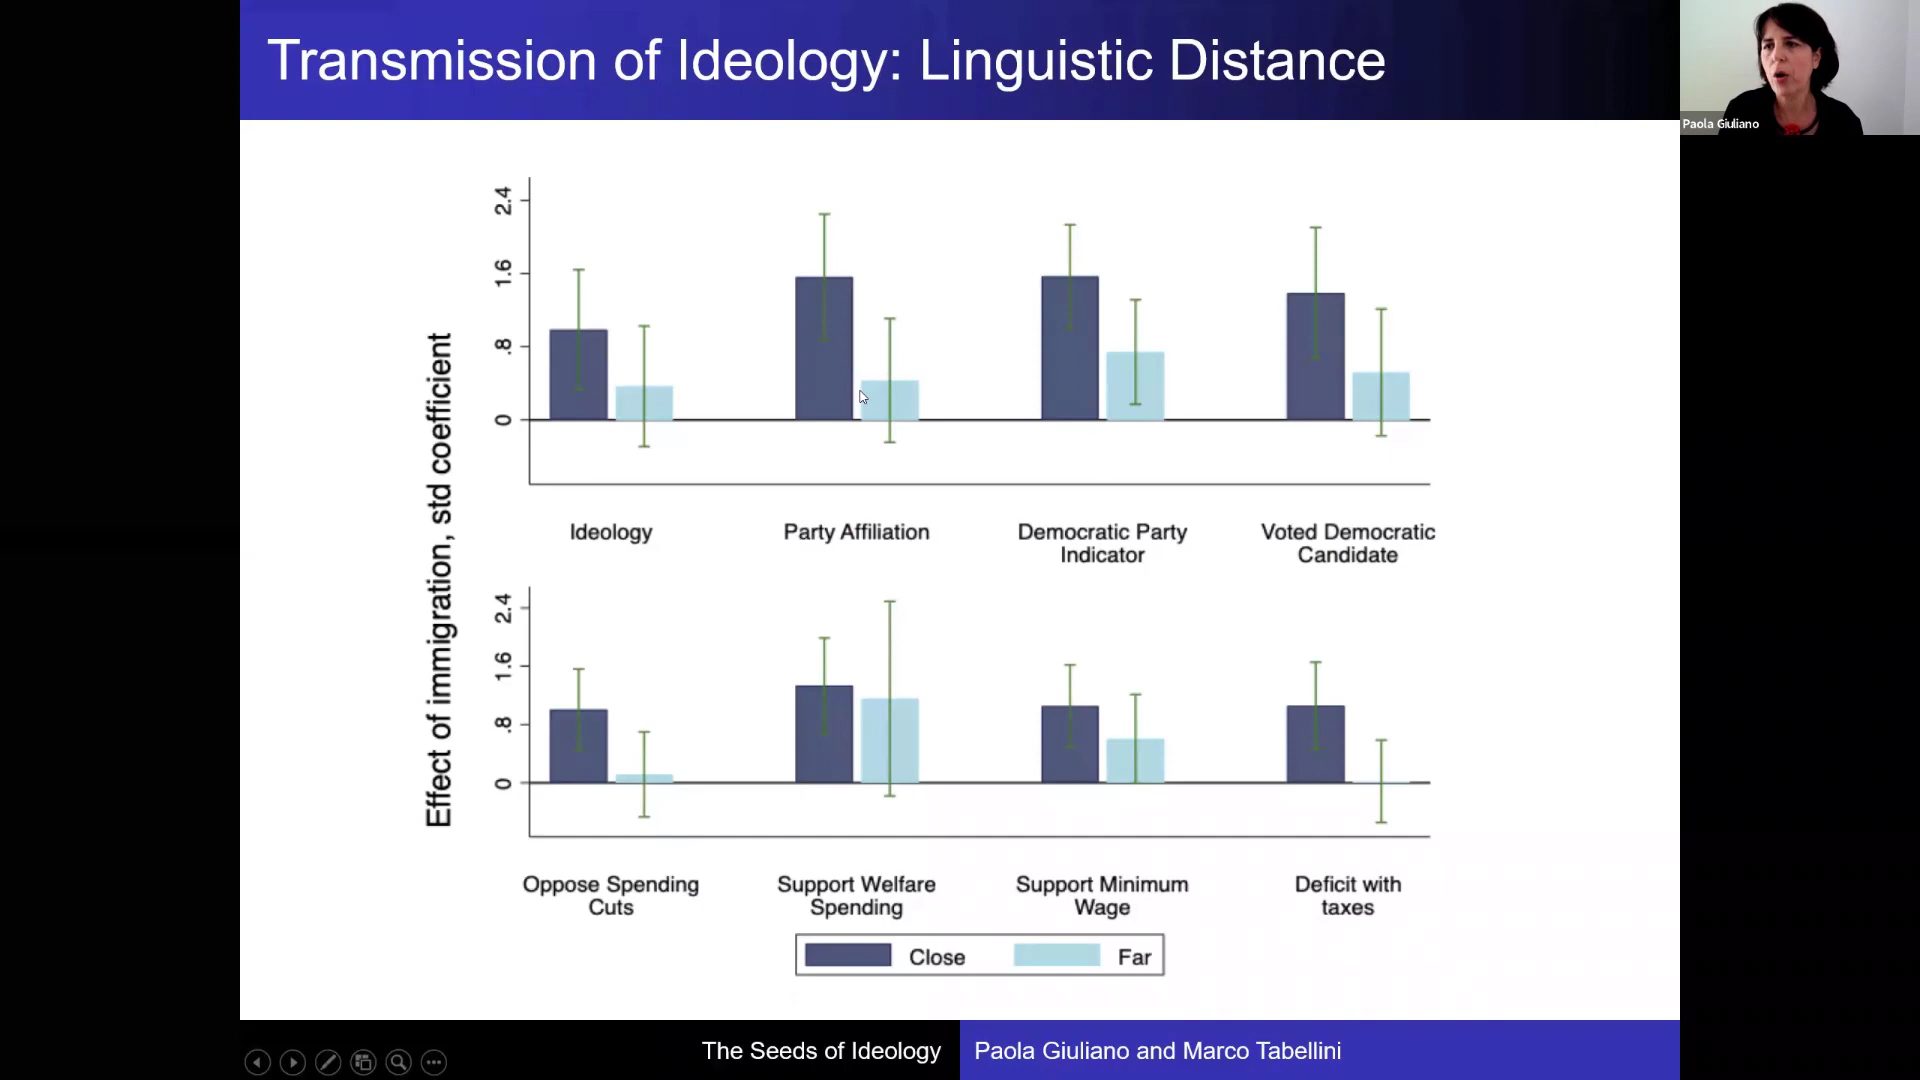 Transmission of Ideology: Linguistic Distance
Paola Giuliano
Effect of immigration, std coefficient
2.4
1.6
.8
0
Ideology
Party Affiliation
Democratic Party
Indicator
Voted Democratic
Candidate
2.4
1.6
.8
0
Oppose Spending
Cuts
Support Welfare
Spending
Support Minimum
Wage
Deficit with
taxes
Close
Far
The Seeds of Ideology
Paola Giuliano and Marco Tabellini